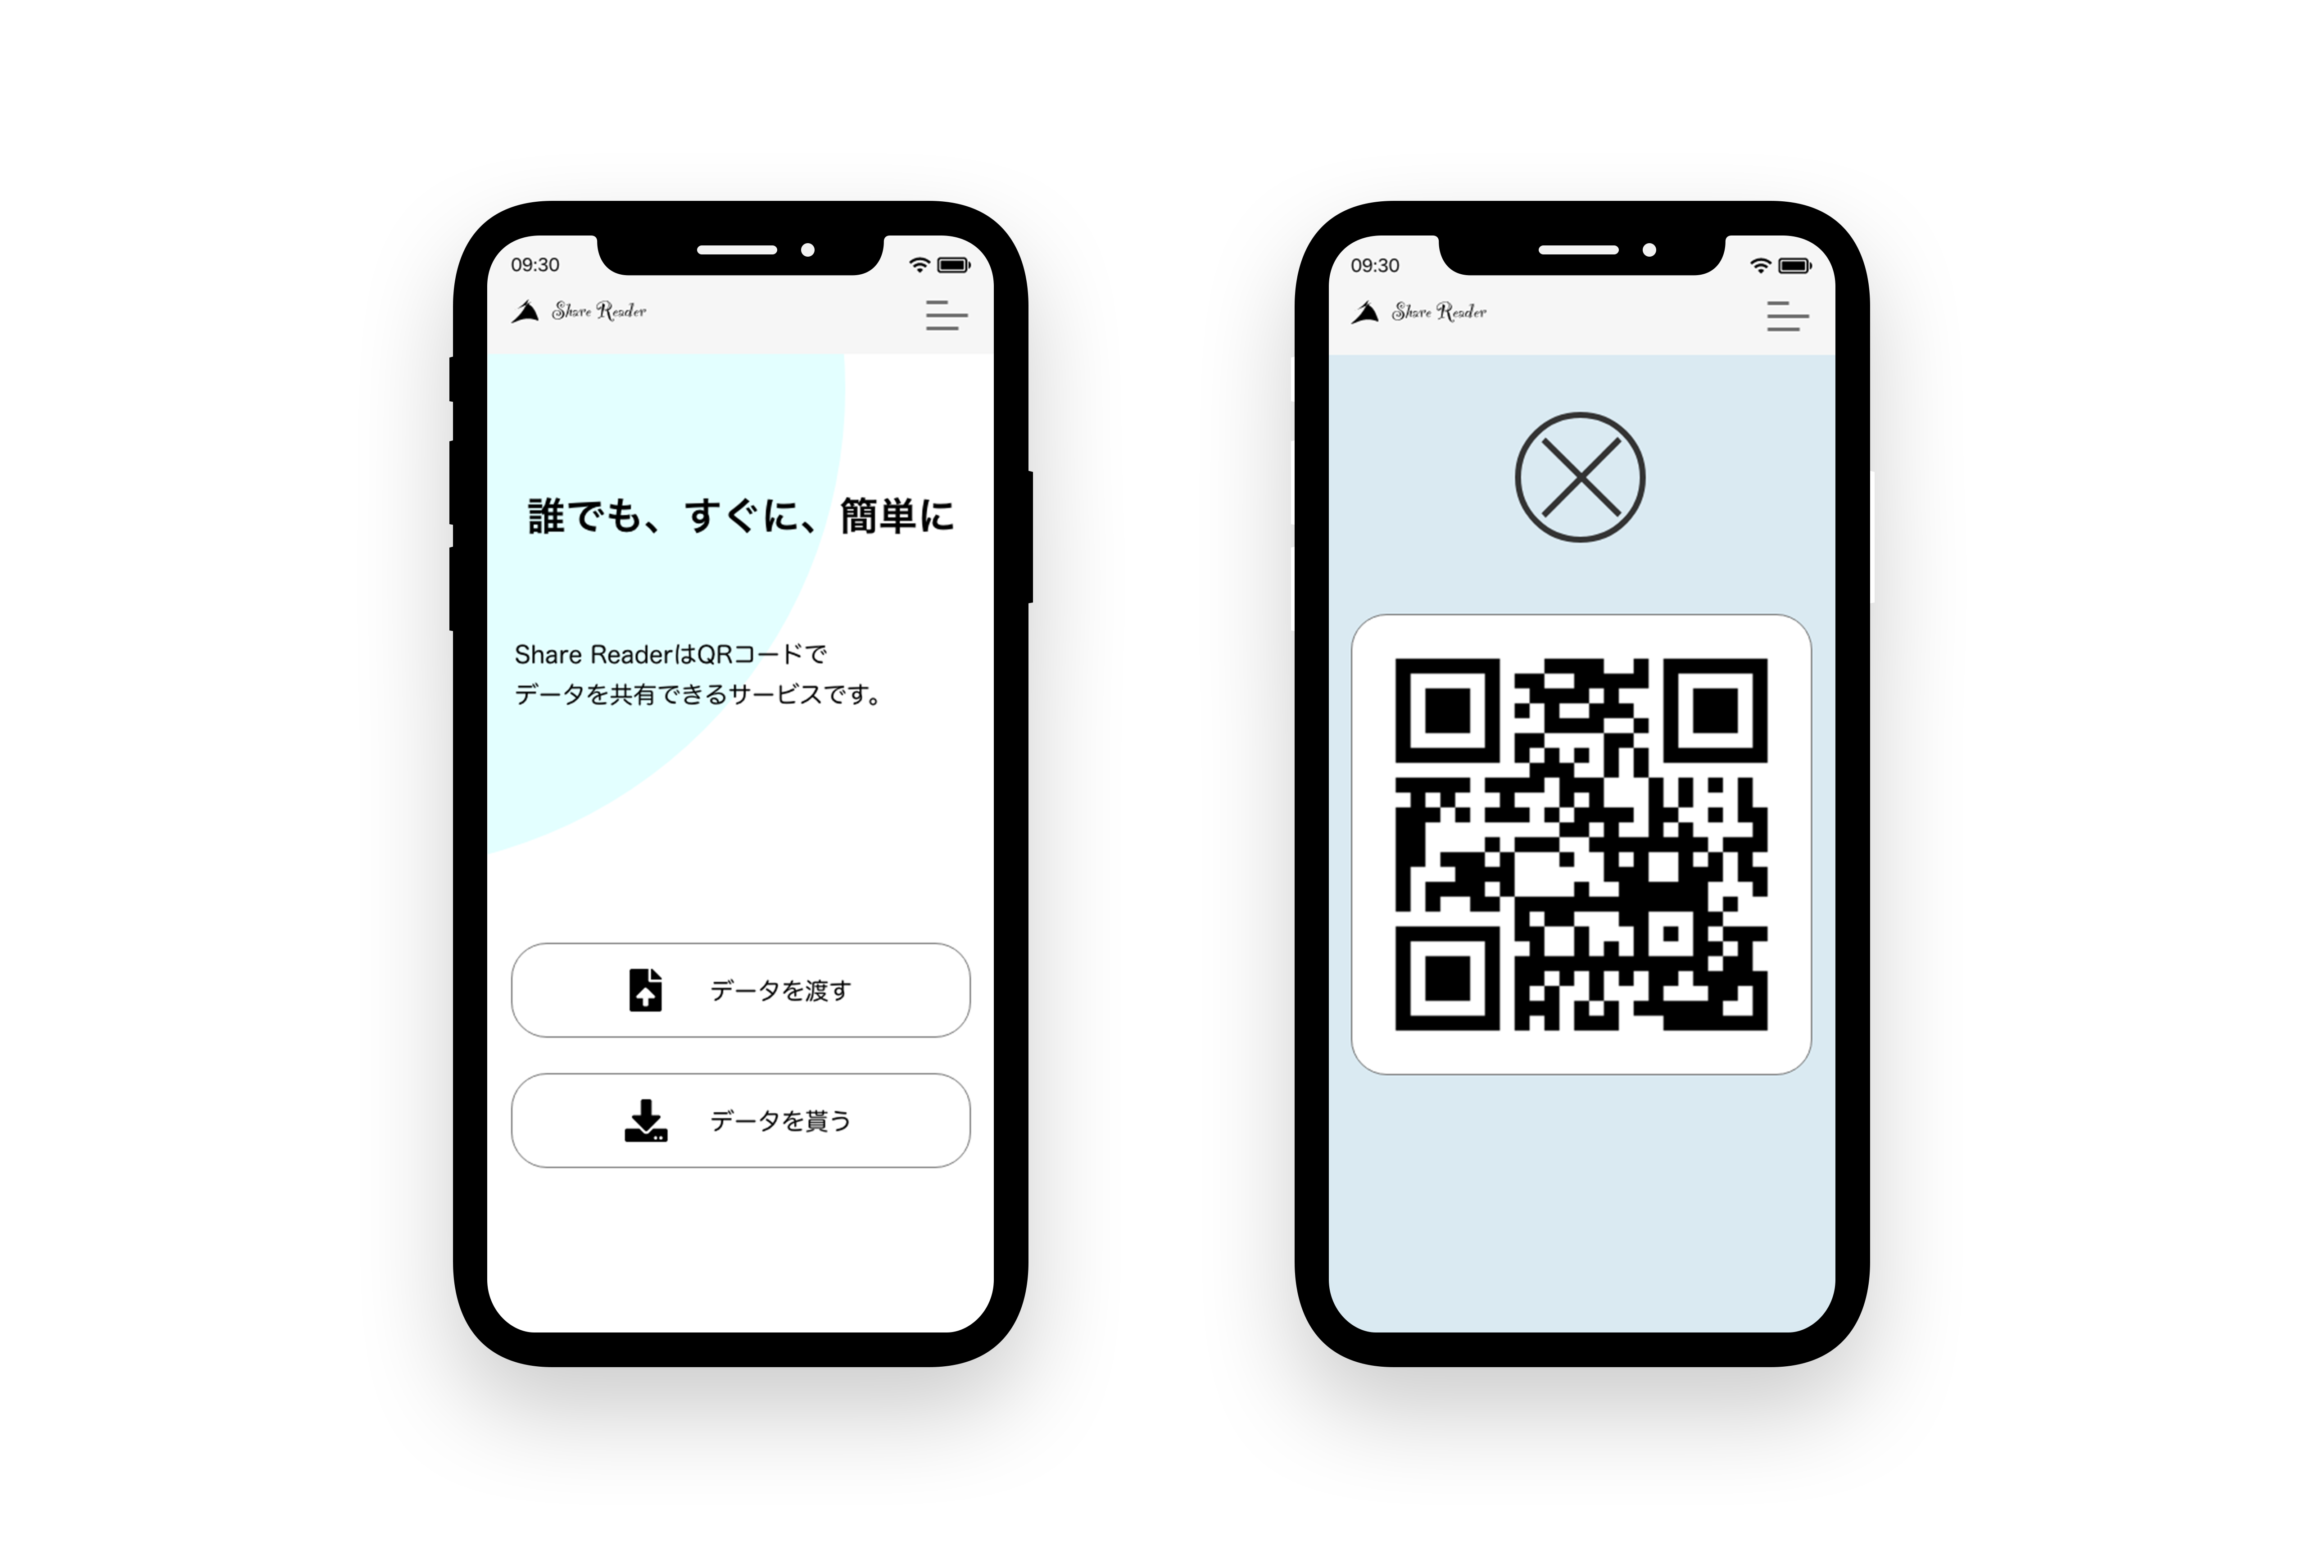 09:30
Share Reader
誰でも、すぐに、簡単に
Share ReaderはQRコードで
データを共有できるサービスです。
データを渡す
データを貰う
09:30
Share Reader